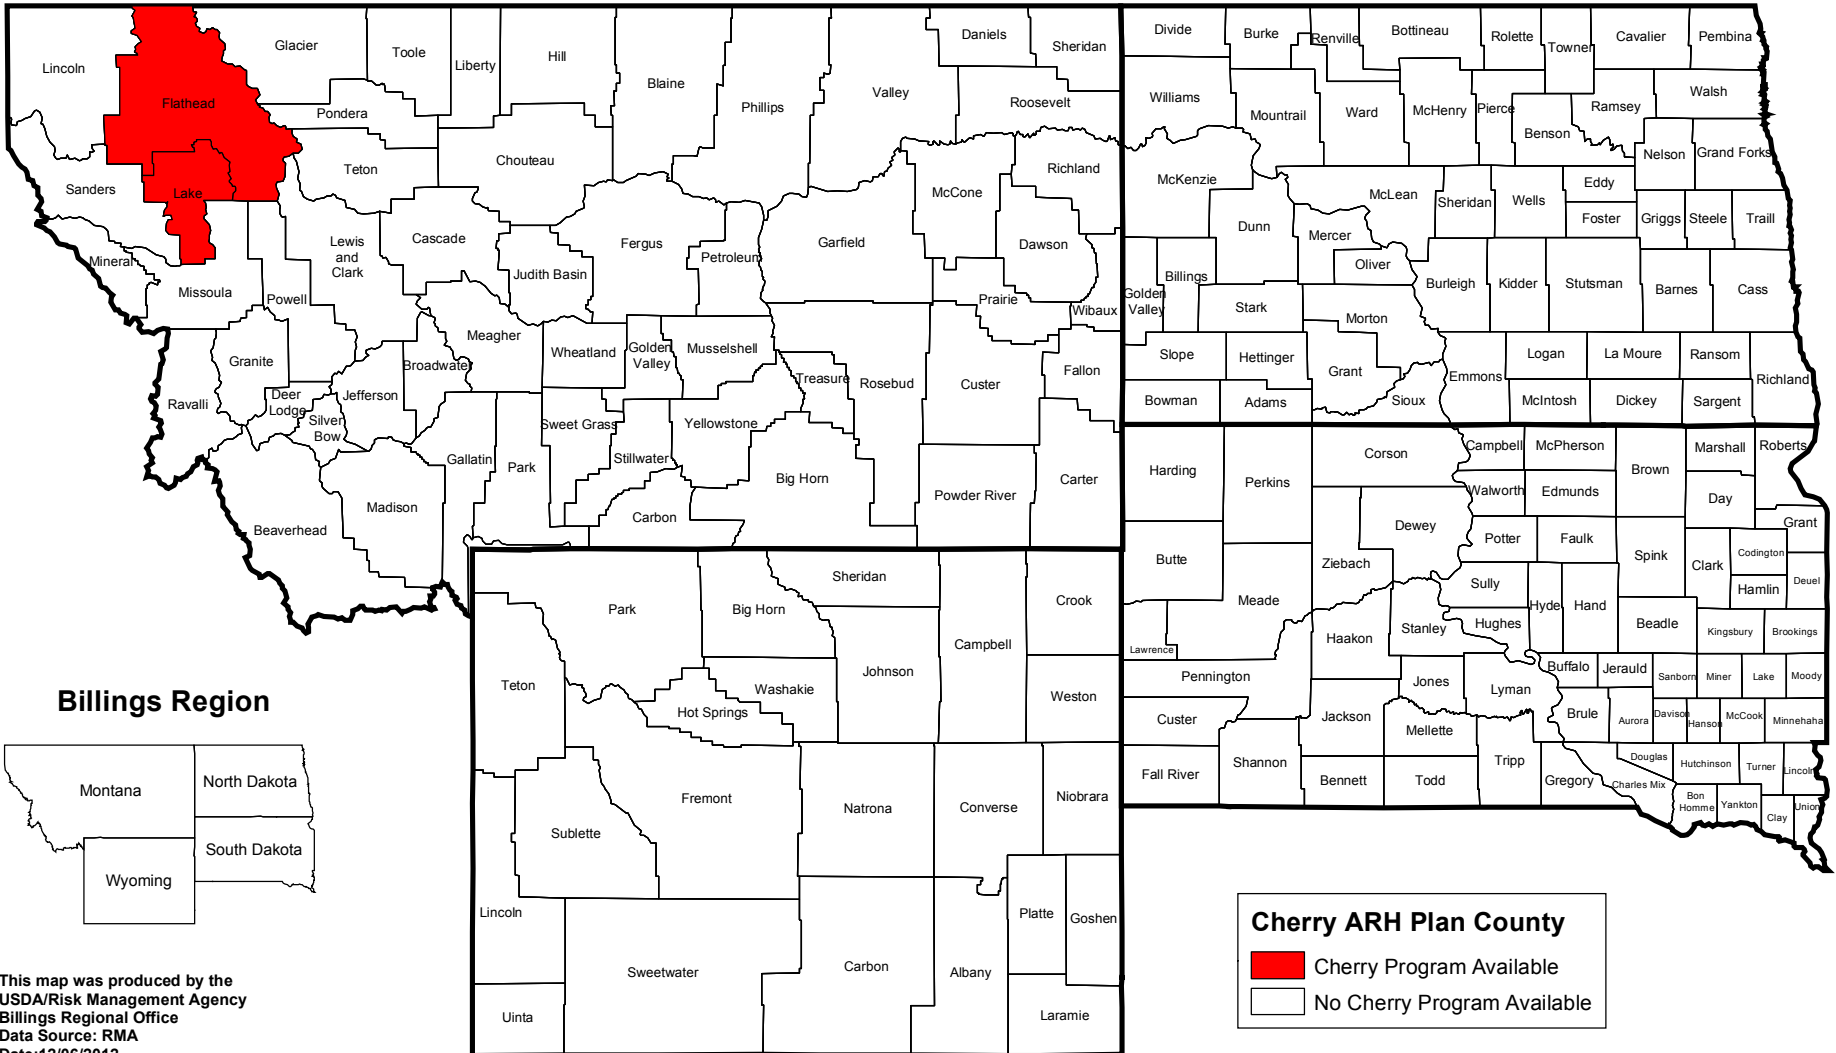 Lincoln
Flathead
Glacier
Toole
Liberty
Hill
Blaine
Phillips
Valley
Daniels
Sheridan
Roosevelt
Pondera
Teton
Chouteau
Sanders
Lake
McCone
Richland
Mineral
Missoula
Powell
Lewis
and
Clark
Cascade
Judith Basin
Fergus
Petroleum
Garfield
Dawson
Prairie
Wibaux
Granite
Ravalli
Deer
Lodge
Silver
Bow
Jefferson
Broadwater
Meagher
Wheatland
Golden
Valley
Musselshell
Treasure
Rosebud
Custer
Fallon
Sweet Grass
Stillwater
Yellowstone
Big Horn
Powder River
Carter
Gallatin
Park
Carbon
Madison
Beaverhead
Divide
Burke
Renville
Bottineau
Rolette
Towner
Cavalier
Pembina
Williams
Mountrail
Ward
McHenry
Pierce
Benson
Ramsey
Walsh
Nelson
Grand Forks
McKenzie
McLean
Sheridan
Wells
Eddy
Foster
Griggs
Steele
Traill
Dunn
Mercer
Oliver
Billings
Golden
Valley
Stark
Burleigh
Kidder
Stutsman
Barnes
Cass
Morton
Slope
Hettinger
Grant
Emmons
Logan
La Moure
Ransom
Richland
Bowman
Adams
Sioux
McIntosh
Dickey
Sargent
Harding
Perkins
Corson
Campbell
McPherson
Brown
Marshall
Roberts
Walworth
Edmunds
Day
Dewey
Potter
Faulk
Spink
Grant
Codington
Clark
Butte
Ziebach
Deuel
Hamlin
Meade
Sully
Hyde
Hand
Haakon
Stanley
Hughes
Beadle
Kingsbury
Brookings
Lawrence
Pennington
Jones
Lyman
Buffalo
Jerauld
Sanborn
Miner
Lake
Moody
Custer
Jackson
Mellette
Brule
Aurora
Davison
Hanson
McCook
Minnehaha
Fall River
Shannon
Bennett
Todd
Tripp
Gregory
Douglas
Charles Mix
Hutchinson
Turner
Lincoln
Bon
Homme
Yankton
Clay
Union
Park
Big Horn
Sheridan
Crook
Teton
Johnson
Campbell
Weston
Washakie
Hot Springs
Fremont
Natrona
Converse
Niobrara
Sublette
Lincoln
Platte
Goshen
Sweetwater
Carbon
Albany
Uinta
Laramie
Billings Region
Montana
North Dakota
South Dakota
Wyoming
Cherry ARH Plan County
Cherry Program Available
No Cherry Program Available
This map was produced by the
USDA/Risk Management Agency
Billings Regional Office
Data Source: RMA
Date:12/06/2012